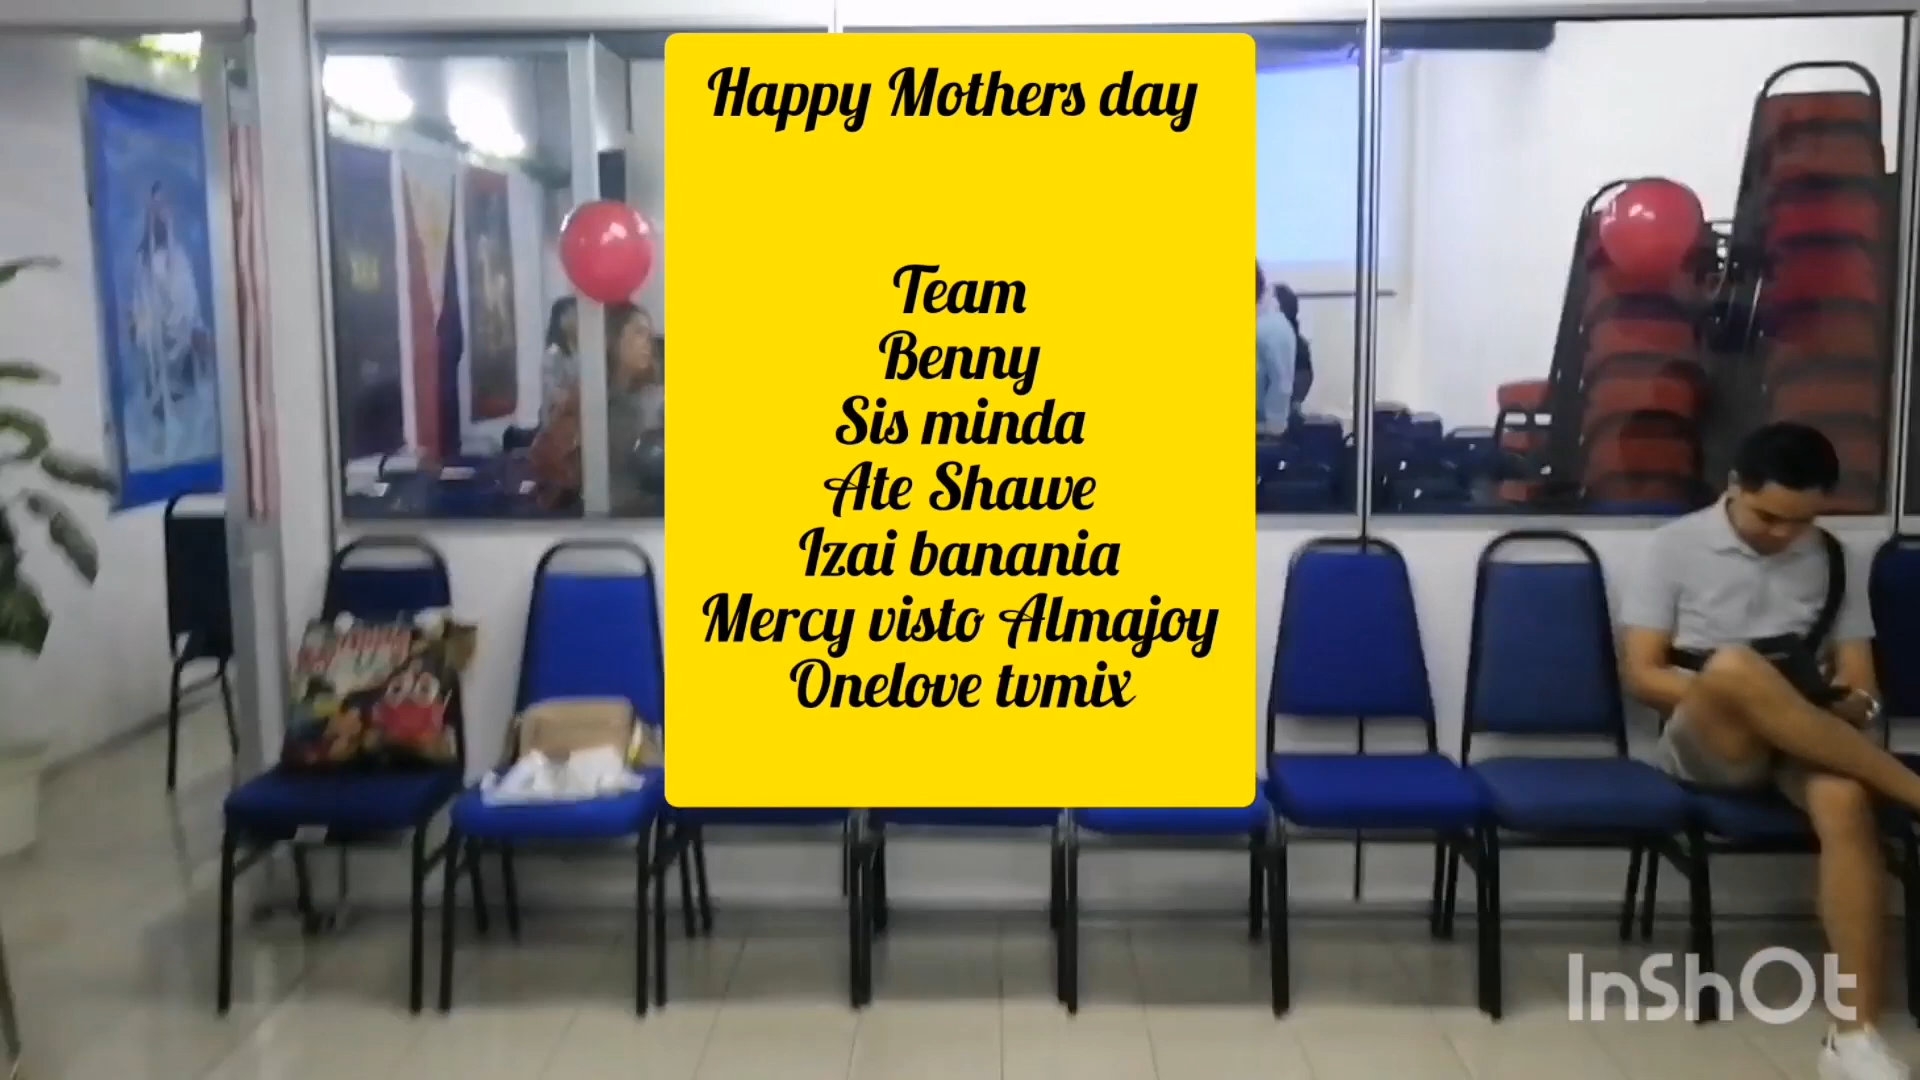 Happy Mothers day
Team
Benny
Sis minda
Ate Shawe
Izai banania
Mercy visto Almajoy
Onelove tvmix
InShOt